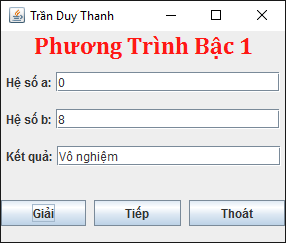 Trần Duy Thanh
Phương Trình Bậc 1
Hệ số a: 0
Hệ số b: 8
Kết quả: Vô nghiệm
Giải Tiếp Thoát